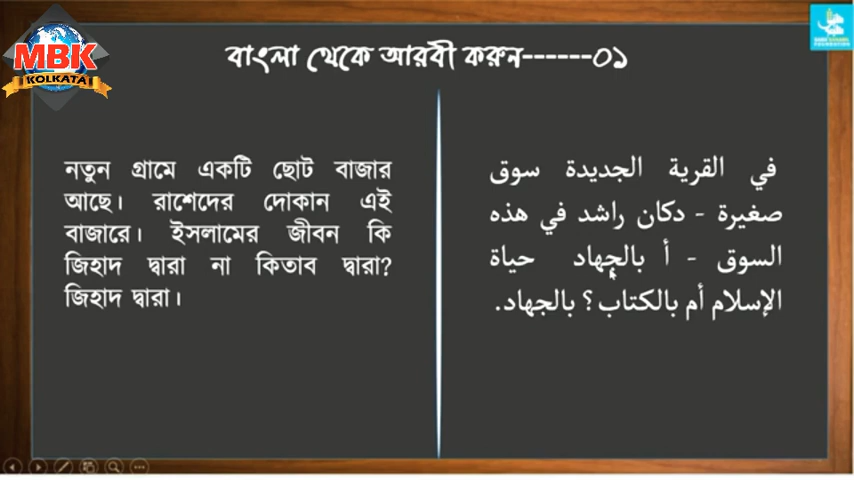 MBK
KOLKATA
বাংলা থেকে আরবী করুন------০১
নতুন গ্রামে একটি ছোট বাজার
আছে। রাশেদের দোকান এই
বাজারে। ইসলামের জীবন কি
জিহাদ দ্বারা না কিতাব দ্বারা?
জিহাদ দ্বারা।
في القرية الجديدة سوق
صغيرة - دكان راشد في هذه
السوق - أ بالجهاد حياة
الإسلام أم بالكتاب؟ بالجهاد.
FOUNDATION